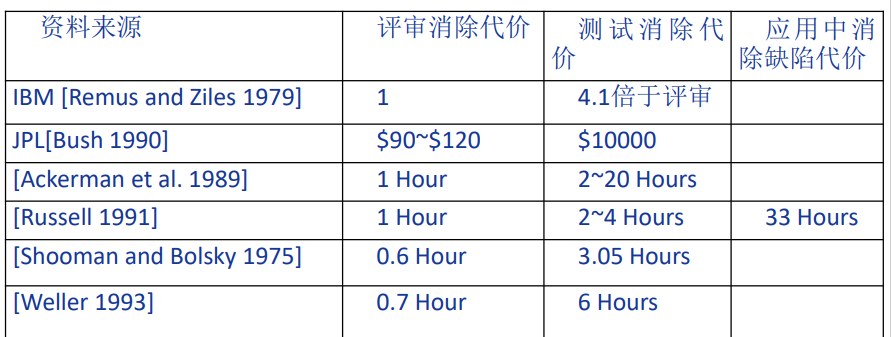 资料来源 评审消除代价 测试消除代价 应用中消除缺陷代价
IBM [Remus and Ziles 1979] 1 4.1倍于评审
JPL[Bush 1990] $90~$120 $10000
[Ackerman et al. 1989] 1 Hour 2~20 Hours
[Russell 1991] 1 Hour 2~4 Hours 33 Hours
[Shooman and Bolsky 1975] 0.6 Hour 3.05 Hours
[Weller 1993] 0.7 Hour 6 Hours